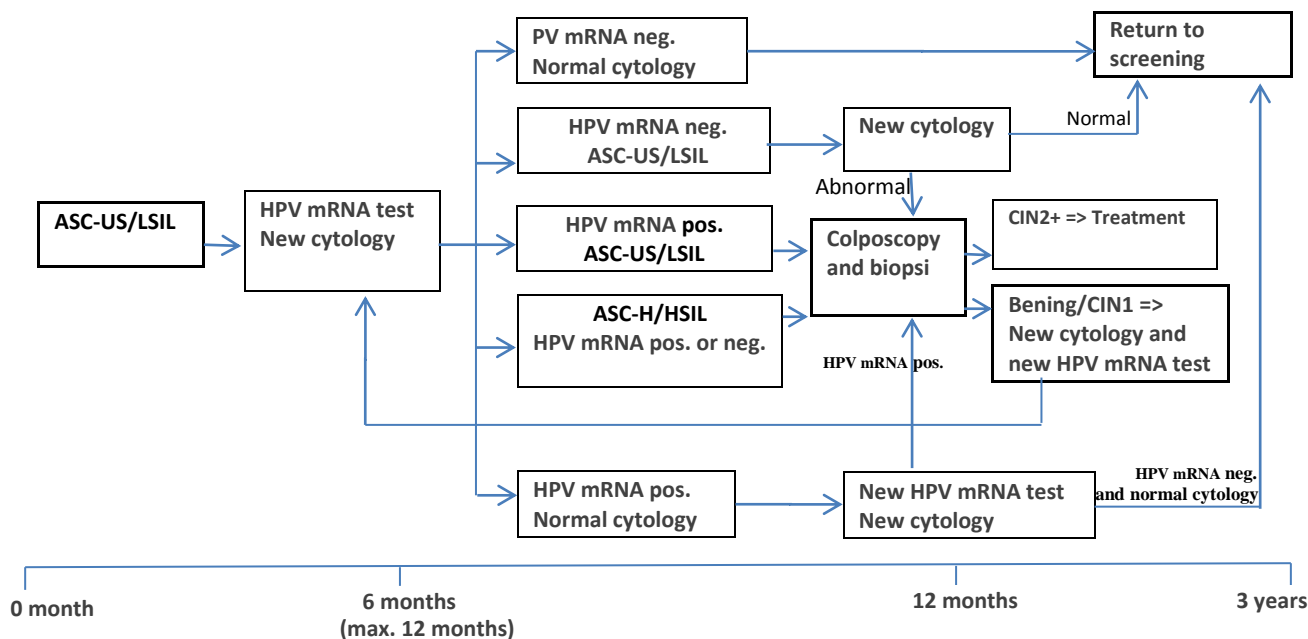 PV mRNA neg.
Normal cytology
Return to
screening
HPV mRNA neg.
ASC-US/LSIL
New cytology
Normal
Abnormal
ASC-US/LSIL
HPV mRNA test
New cytology
HPV mRNA pos.
ASC-US/LSIL
Colposcopy
and biopsi
CIN2+ => Treatment
ASC-H/HSIL
HPV mRNA pos. or neg.
Bening/CIN1 =>
New cytology and
new HPV mRNA test
HPV mRNA pos.
HPV mRNA pos.
Normal cytology
New HPV mRNA test
New cytology
HPV mRNA neg.
and normal cytology
0 month
6 months
(max. 12 months)
12 months
3 years